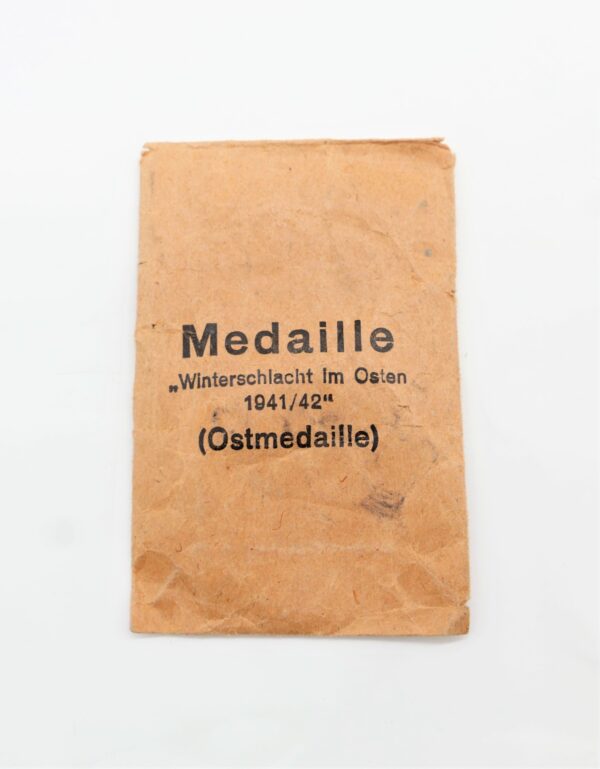 Medaille
„Winterschlacht im Osten
1941/42“
(Ostmedaille)